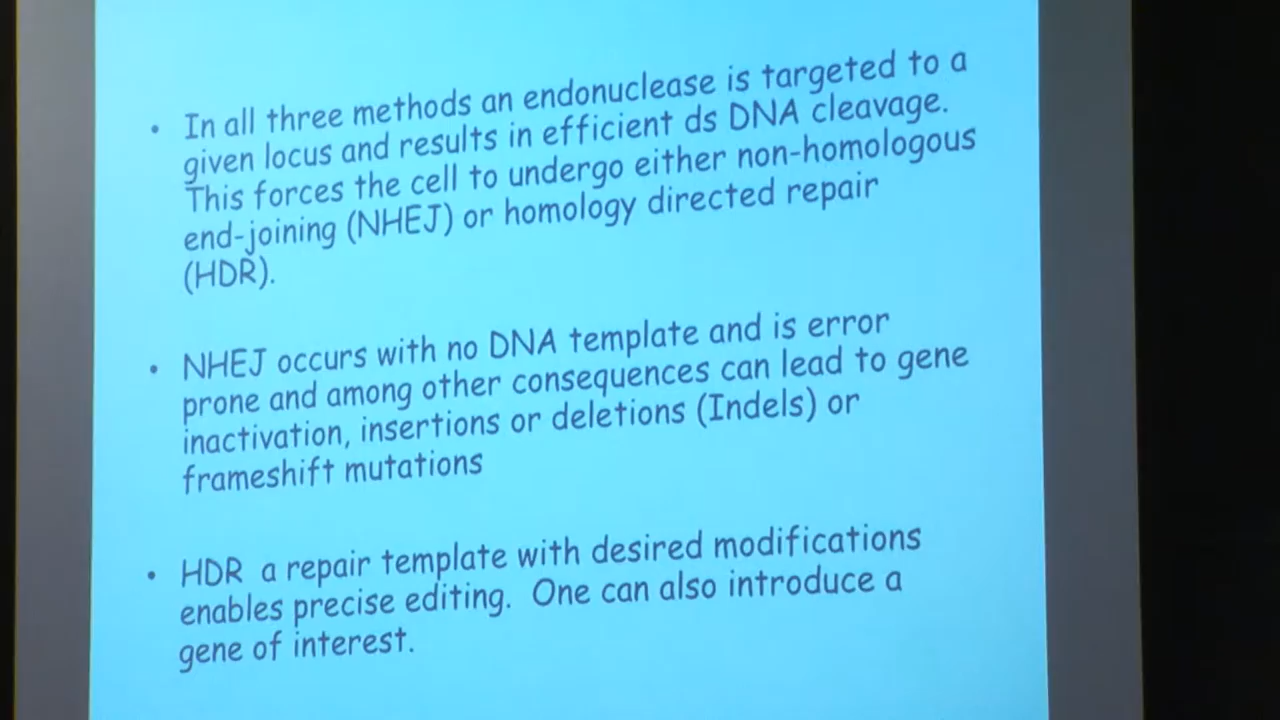 • In all three methods an endonuclease is targeted to a
given locus and results in efficient ds DNA cleavage.
This forces the cell to undergo either non-homologous
end-joining (NHEJ) or homology directed repair
(HDR).
• NHEJ occurs with no DNA template and is error
prone and among other consequences can lead to gene
inactivation, insertions or deletions (Indels) or
frameshift mutations
• HDR a repair template with desired modifications
enables precise editing. One can also introduce a
gene of interest.